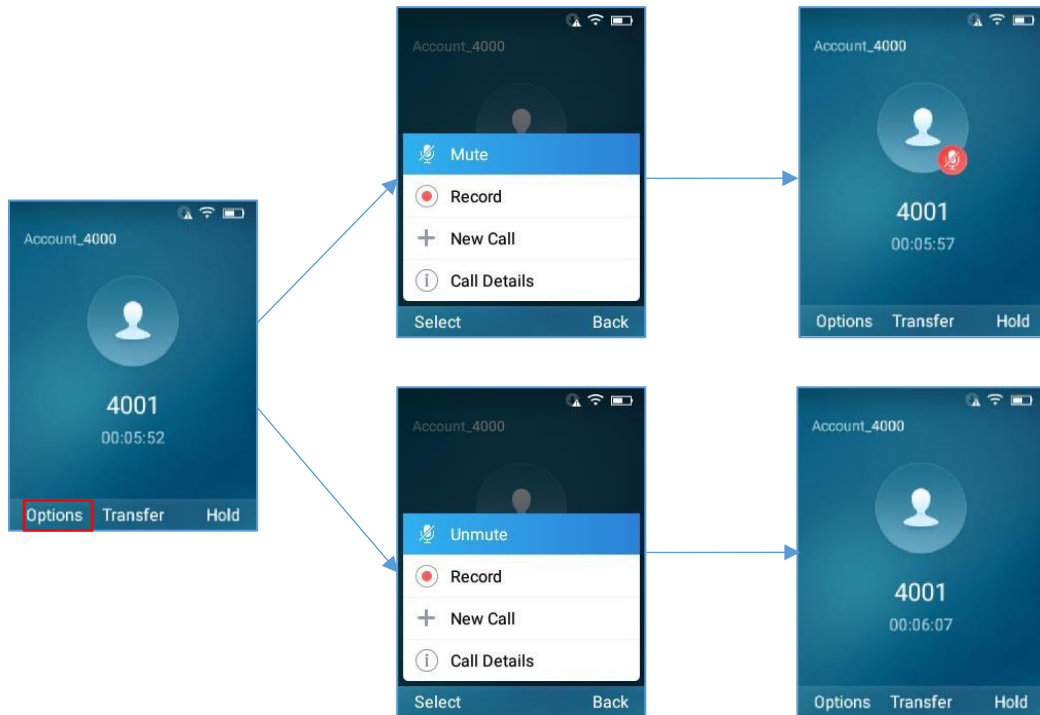 Account_4000
4001
00:05:52
Options Transfer Hold
Account_4000
Mute
Record
New Call
Call Details
Select Back
Account_4000
4001
00:05:57
Options Transfer Hold
Account_4000
Unmute
Record
New Call
Call Details
Select Back
Account_4000
4001
00:06:07
Options Transfer Hold